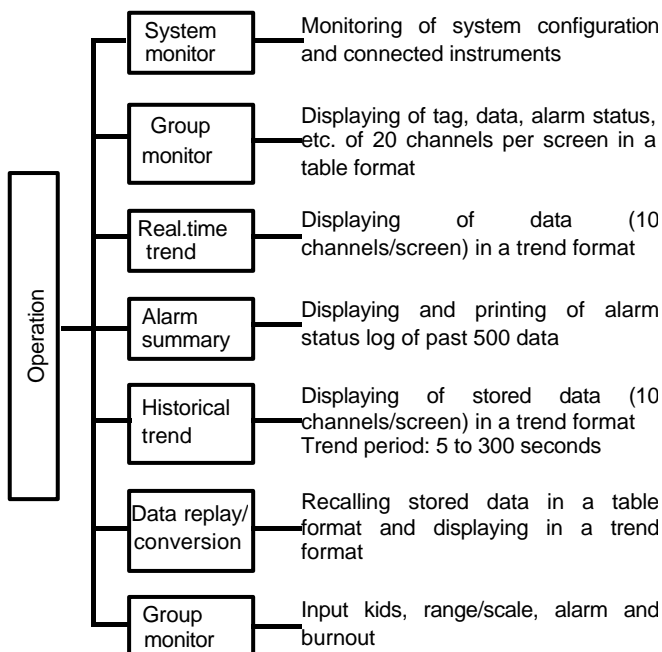 Operation
System
monitor
Monitoring of system configuration
and connected instruments
Group
monitor
Displaying of tag, data, alarm status,
etc. of 20 channels per screen in a
table format
Real.time
trend
Displaying of data (10
channels/screen) in a trend format
Alarm
summary
Displaying and printing of alarm
status log of past 500 data
Historical
trend
Displaying of stored data (10
channels/screen) in a trend format
Trend period: 5 to 300 seconds
Data replay/
conversion
Recalling stored data in a table
format and displaying in a trend
format
Group
monitor
Input kids, range/scale, alarm and
burnout